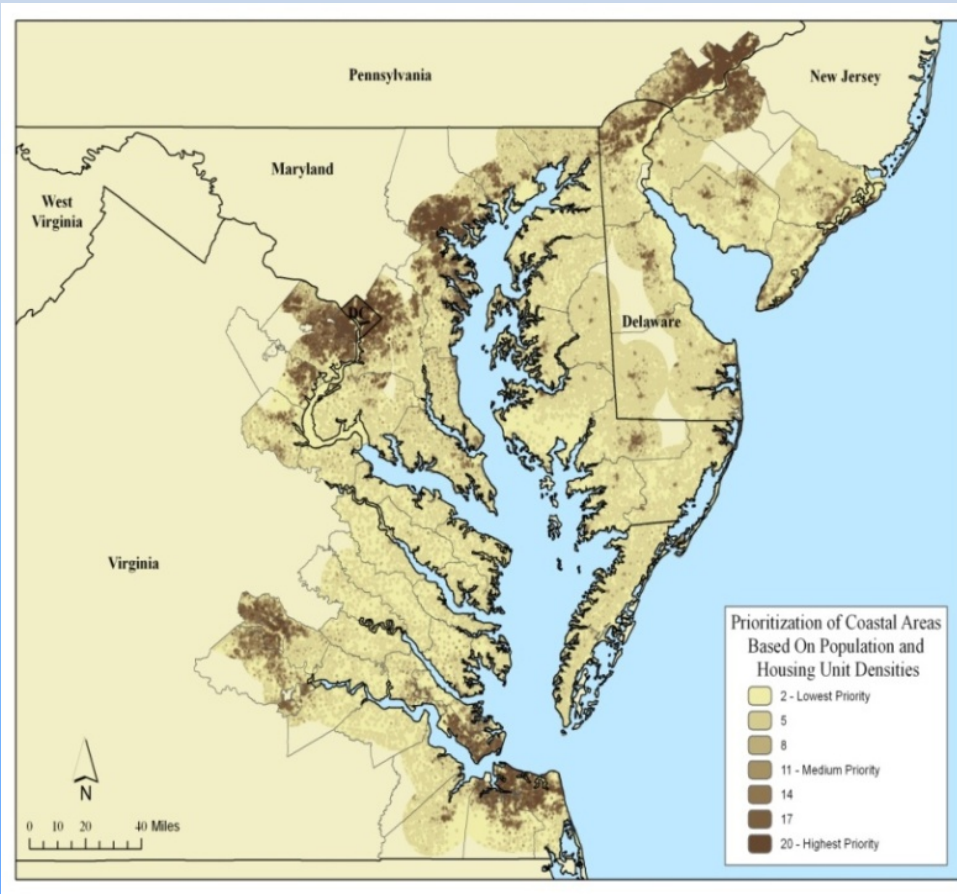 Pennsylvania
New Jersey
Maryland
West
Virginia
DC
Delaware
Virginia
N
0 10 20 40 Miles
Prioritization of Coastal Areas
Based On Population and
Housing Unit Densities
2 - Lowest Priority
5
8
11 - Medium Priority
14
17
20 - Highest Priority